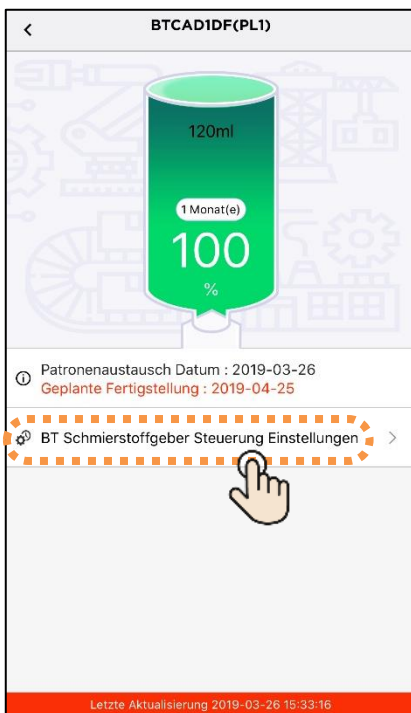 BTCAD1DF(PL1)
120ml
1 Monat(e)
100
%
Patronenaustausch Datum : 2019-03-26
Geplante Fertigstellung : 2019-04-25
BT Schmierstoffgeber Steuerung Einstellungen
Letzte Aktualisierung 2019-03-26 15:33:16